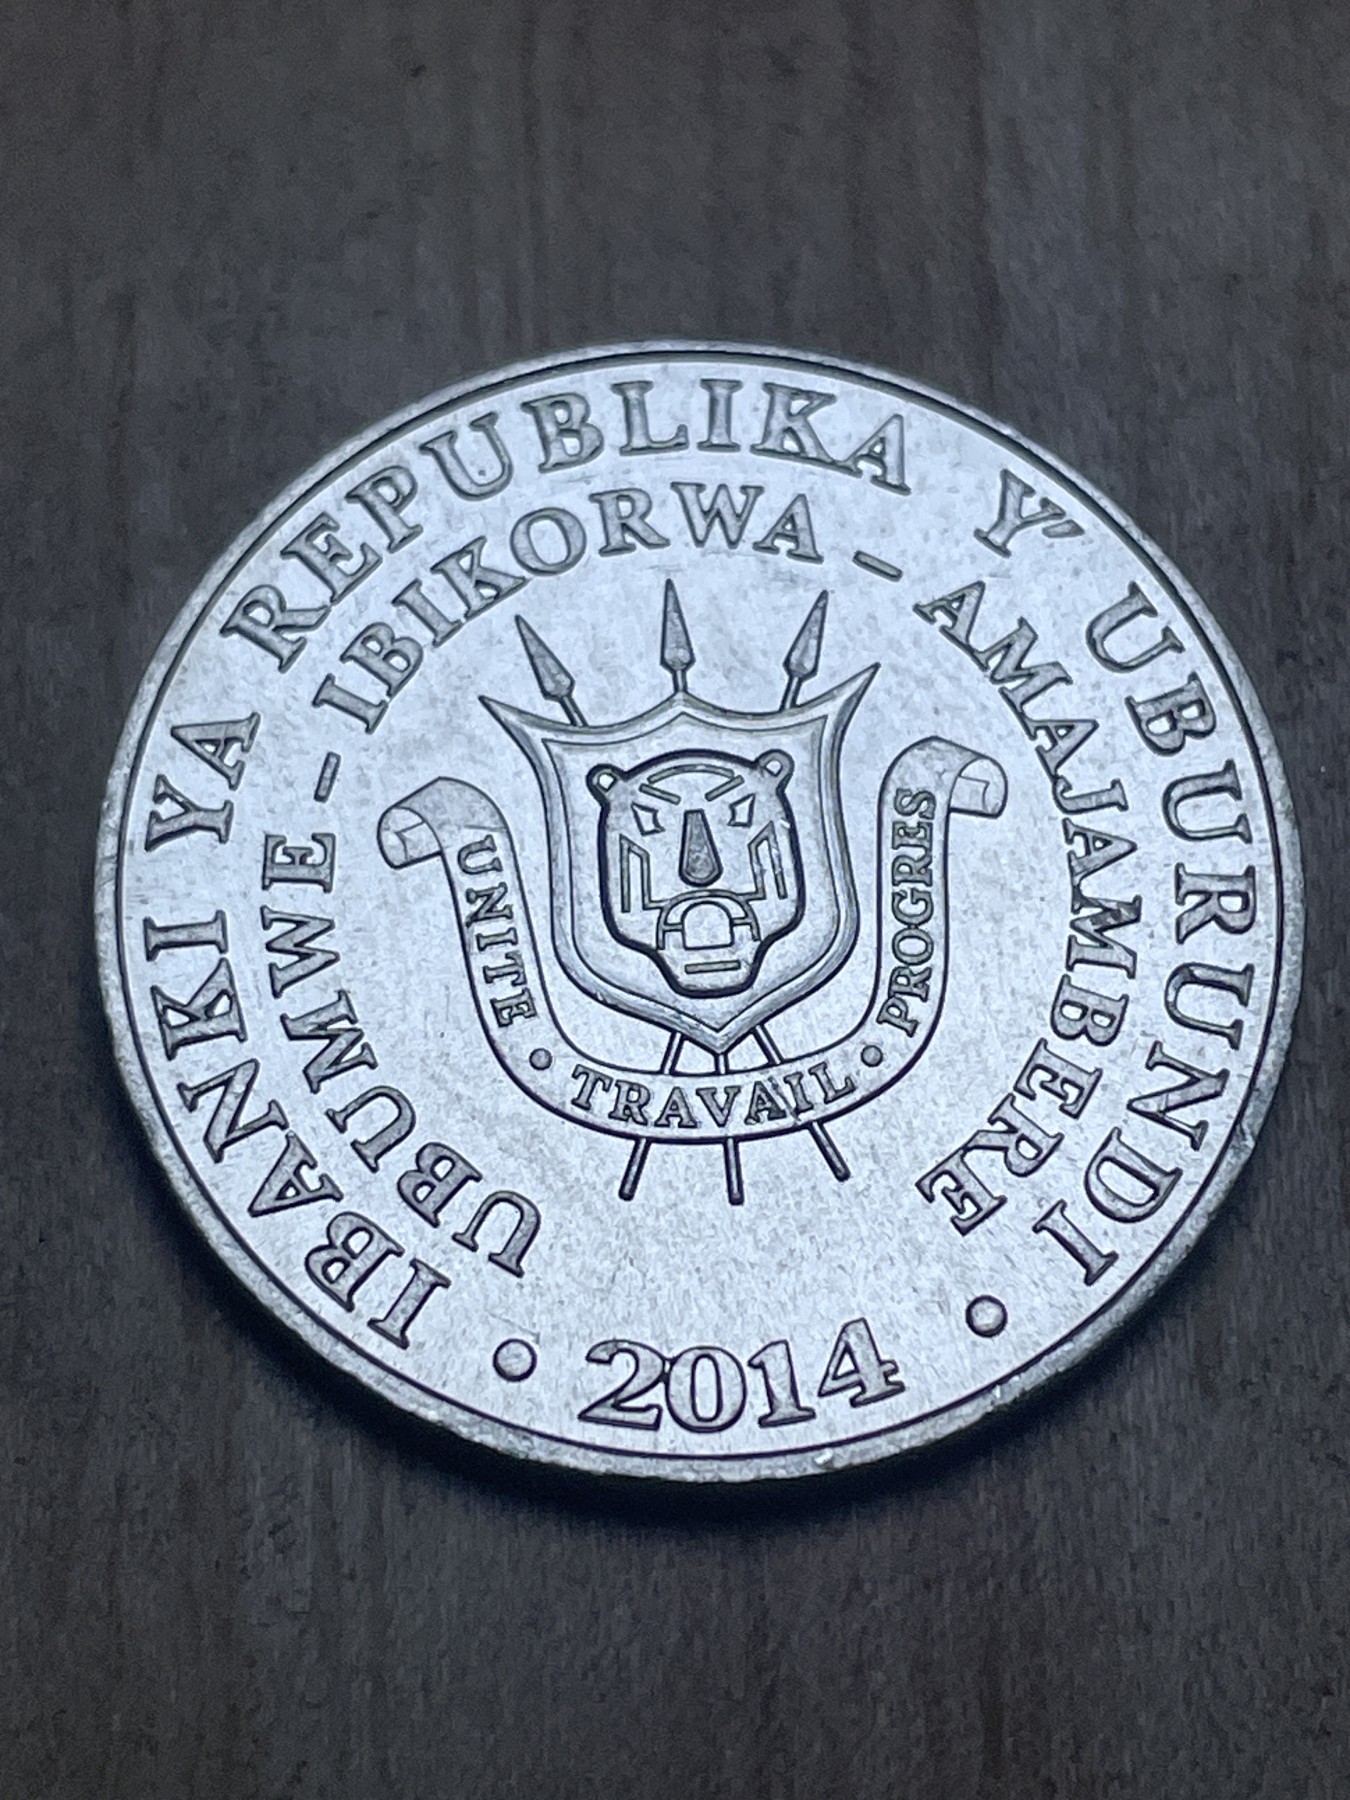 IBANKI YA REPUBLIKA Y' UBURUNDI
UBUMWE - IBIKORWA - AMAJAMBERE
UNITE • TRAVAIL • PROGRES
• 2014 •